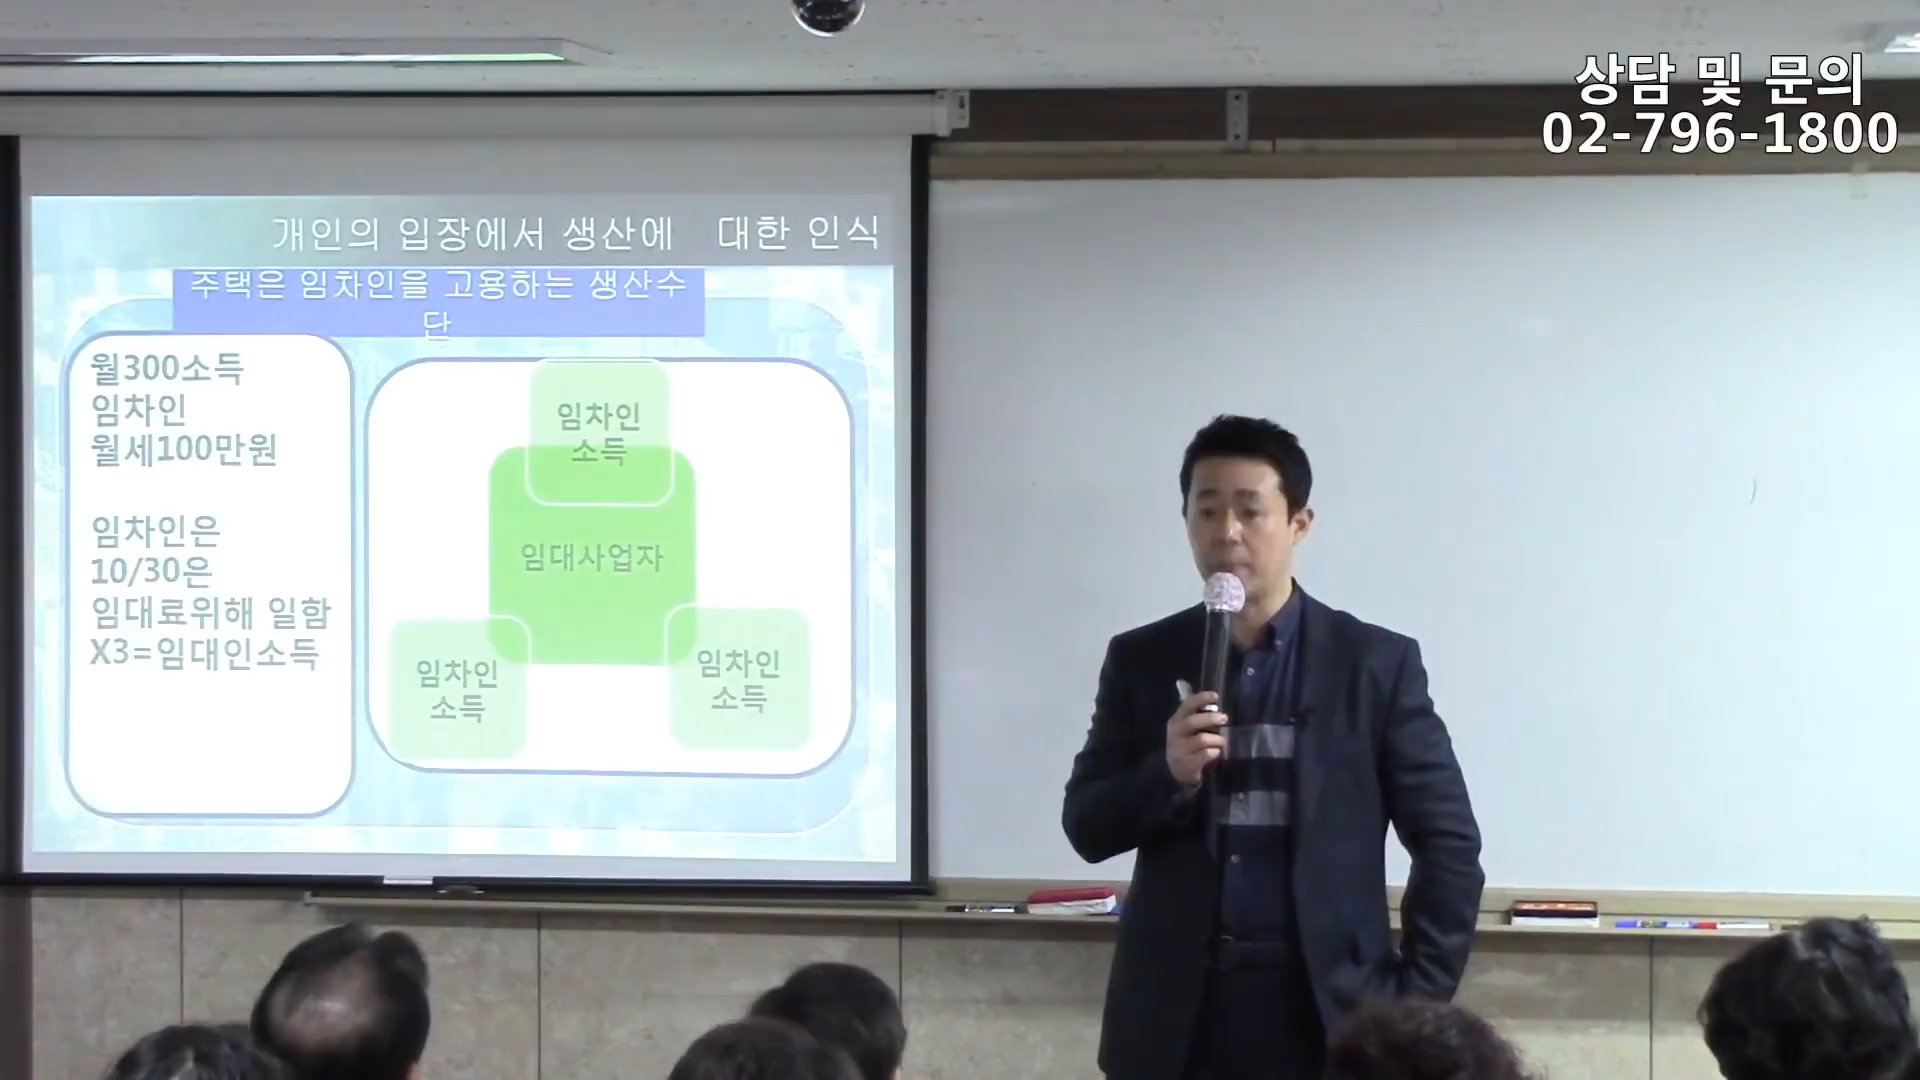 상담 및 문의
02-796-1800
개인의 입장에서 생산에 대한 인식
주택은 임차인을 고용하는 생산수
단
월300소득
임차인
월세100만원
임차인은
10/30은
임대료위해 일함
X3=임대인소득
임차인
소득
임대사업자
임차인
소득
임차인
소득